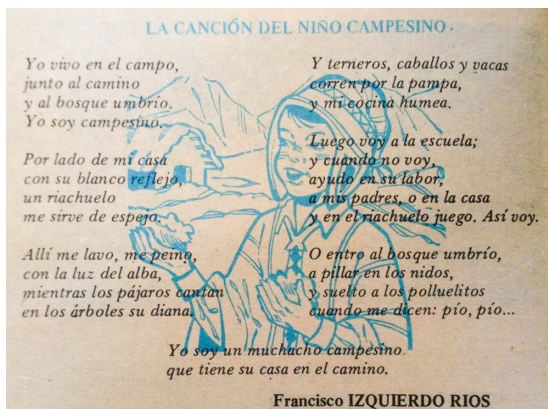 LA CANCIÓN DEL NIÑO CAMPESINO.
Yo vivo en el campo,
junto al camino
y al bosque umbrío.
Yo soy campesino.
Por lado de mi casa
con su blanco reflejo,
un riachuelo
me sirve de espejo.
Allí me lavo, me peino,
con la luz del alba,
mientras los pájaros cantan
en los árboles su diana.
Y terneros, caballos y vacas
corren por la pampa,
y mi cocina humea.
Luego voy a la escuela;
y cuando no voy,
ayudo en su labor,
a mis padres, o en la casa
y en el riachuelo juego. Así voy.
O entro al bosque umbrío,
a pillar en los nidos,
y suelto a los polluelitos
cuando me dicen: pío, pío...
Yo soy un muchacho campesino
que tiene su casa en el camino.
Francisco IZQUIERDO RIOS